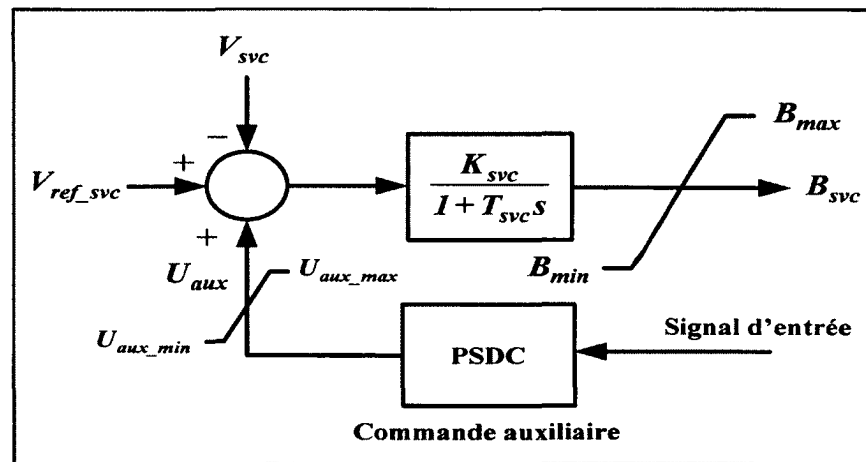 V_svc
−
+
V_ref_svc
K_svc
1 + T_svc s
B_max
B_svc
B_min
+
U_aux
U_aux_max
U_aux_min
PSDC
Signal d'entrée
Commande auxiliaire